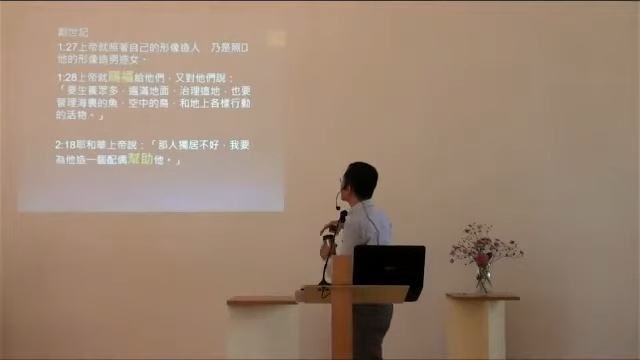 創世記
1:27上帝就照著自己的形像造人 乃是照
他的形像造男造女。
1:28上帝就賜福給他們，又對他們說：
「要生養眾多，遍滿地面，治理這地，也要
管理海裏的魚，空中的鳥，和地上各樣行動
的活物。」
2:18耶和華上帝說：「那人獨居不好，我要
為他造一個配偶幫助他。」